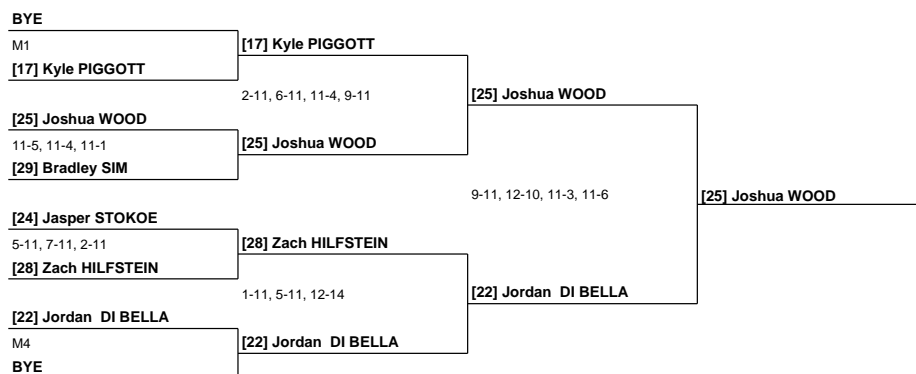 BYE
M1
[17] Kyle PIGGOTT
[17] Kyle PIGGOTT
2-11, 6-11, 11-4, 9-11
[25] Joshua WOOD
[25] Joshua WOOD
11-5, 11-4, 11-1
[25] Joshua WOOD
[29] Bradley SIM
9-11, 12-10, 11-3, 11-6
[25] Joshua WOOD
[24] Jasper STOKOE
5-11, 7-11, 2-11
[28] Zach HILFSTEIN
[28] Zach HILFSTEIN
1-11, 5-11, 12-14
[22] Jordan DI BELLA
[22] Jordan DI BELLA
M4
[22] Jordan DI BELLA
BYE